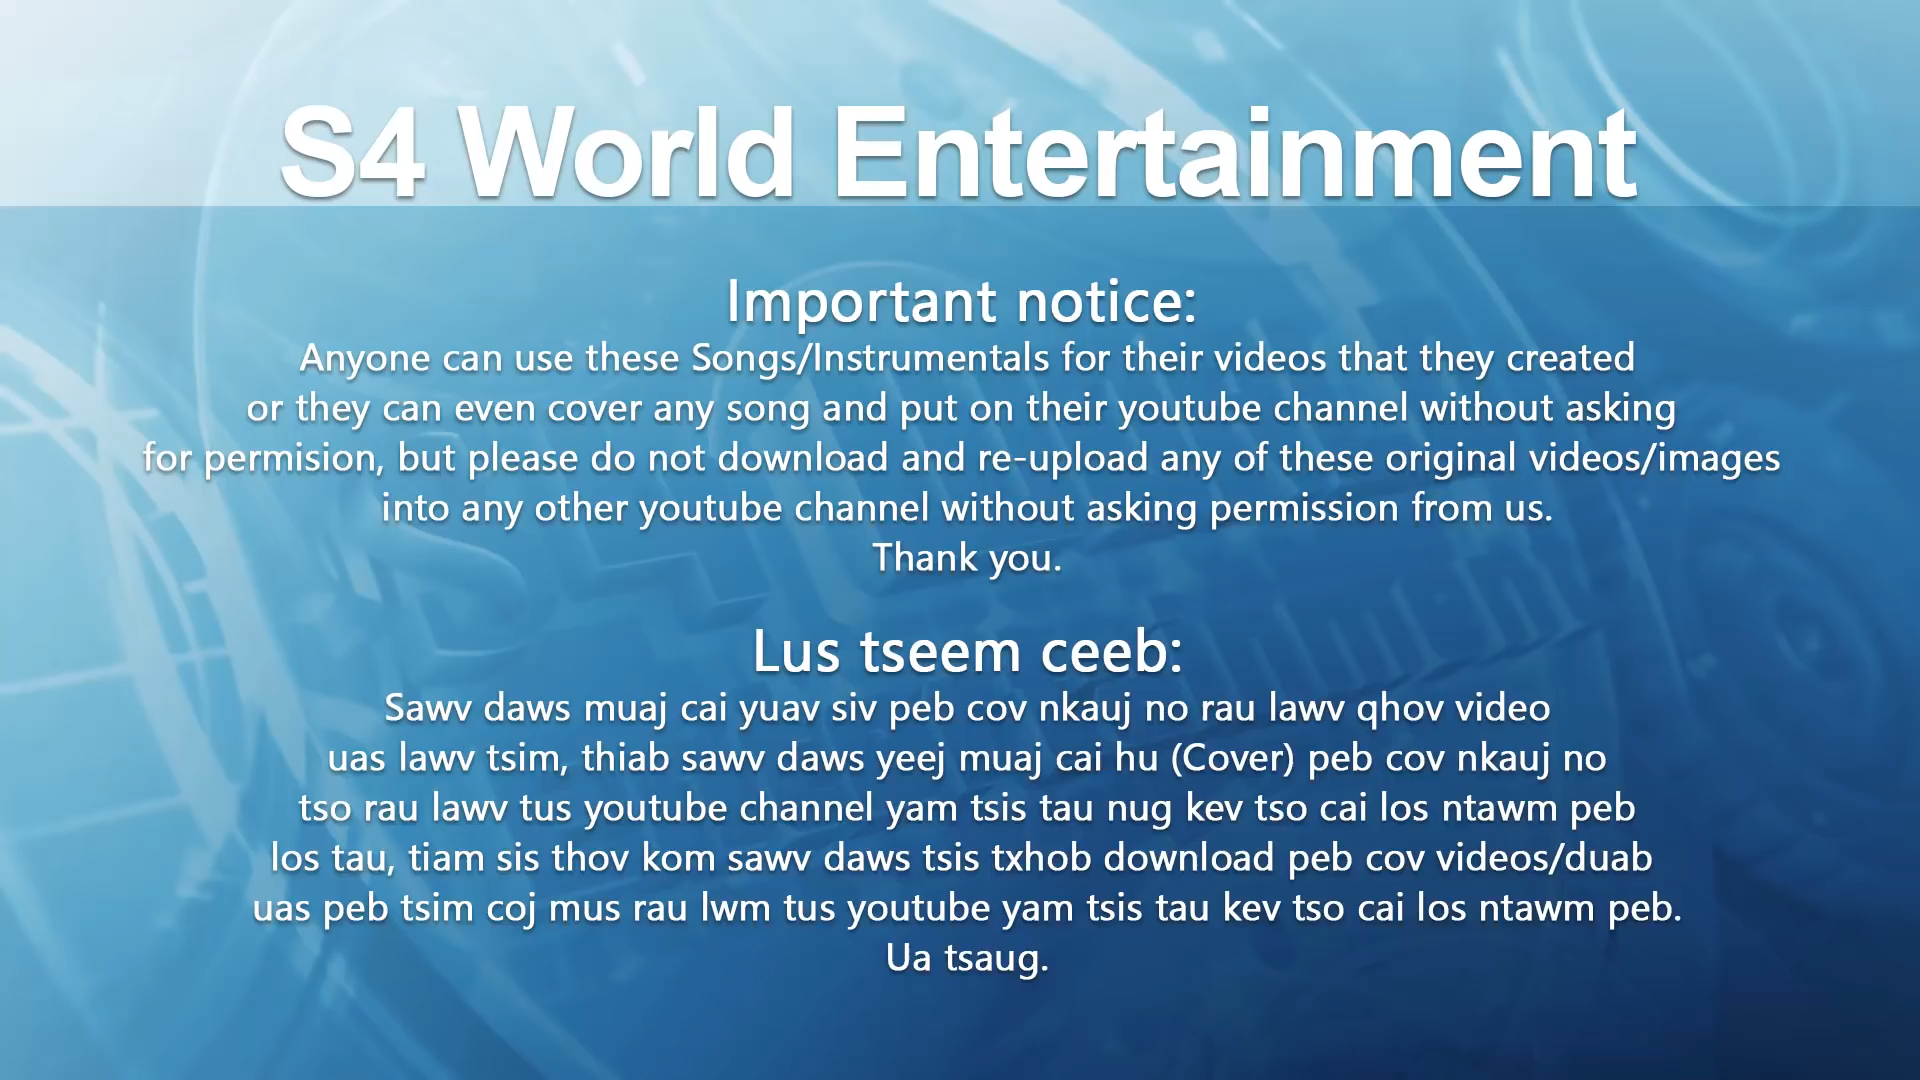 S4 World Entertainment
Important notice:
Anyone can use these Songs/Instrumentals for their videos that they created
or they can even cover any song and put on their youtube channel without asking
for permision, but please do not download and re-upload any of these original videos/images
into any other youtube channel without asking permission from us.
Thank you.
Lus tseem ceeb:
Sawv daws muaj cai yuav siv peb cov nkauj no rau lawv qhov video
uas lawv tsim, thiab sawv daws yeej muaj cai hu (Cover) peb cov nkauj no
tso rau lawv tus youtube channel yam tsis tau nug kev tso cai los ntawm peb
los tau, tiam sis thov kom sawv daws tsis txhob download peb cov videos/duab
uas peb tsim coj mus rau lwm tus youtube yam tsis tau kev tso cai los ntawm peb.
Ua tsaug.